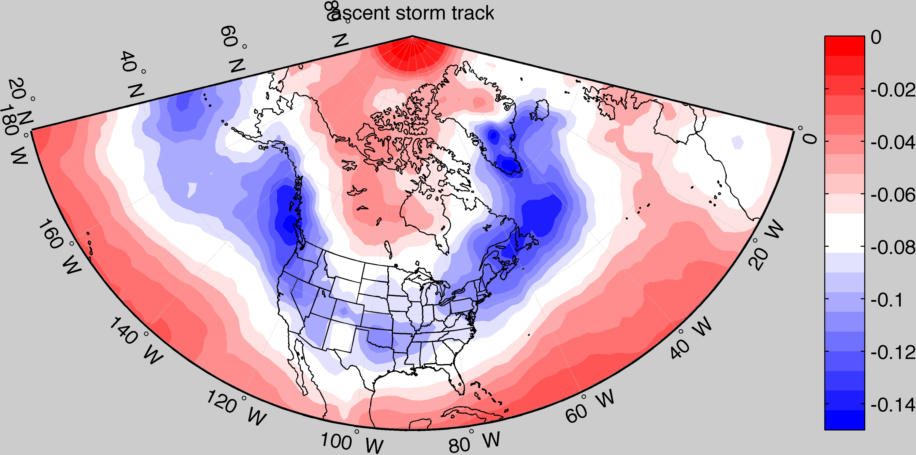 ascent storm track
80° N
60° N
40° N
20° N
180° W
160° W
140° W
120° W
100° W
80° W
60° W
40° W
20° W
0
0
-0.02
-0.04
-0.06
-0.08
-0.1
-0.12
-0.14